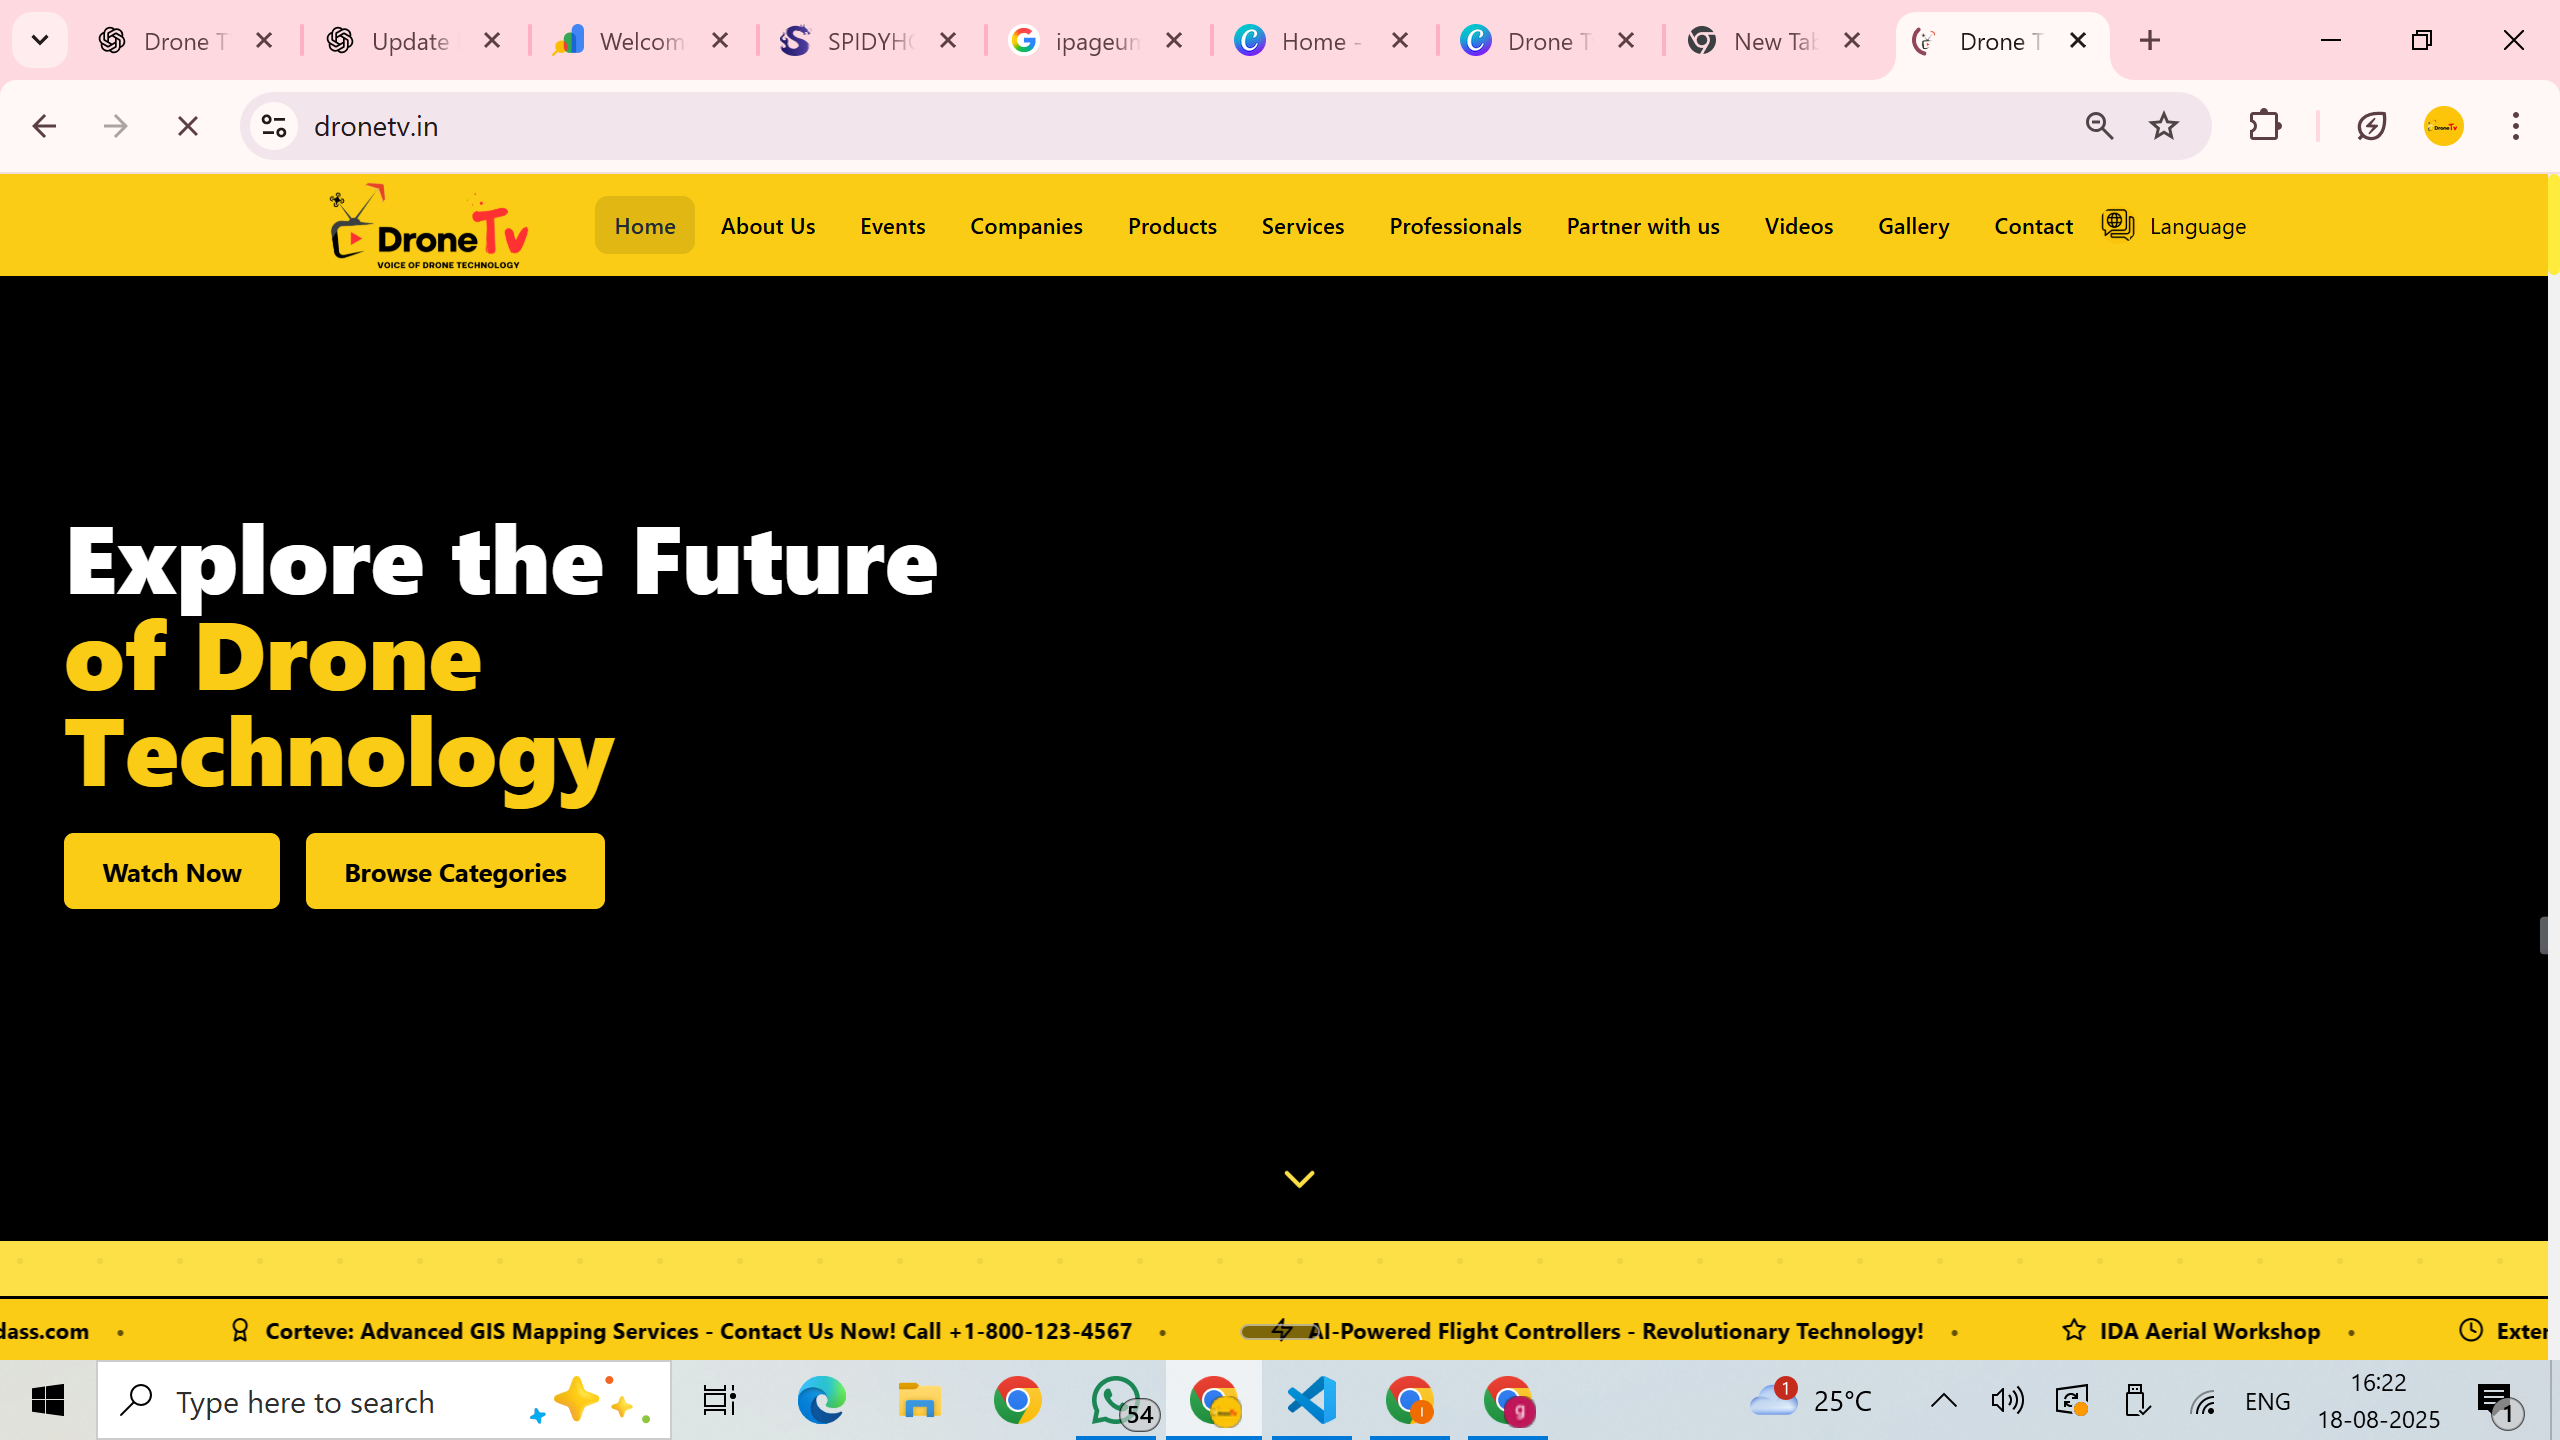 Drone T
Update
Welcom
SPIDYHO
ipageun
Home -
Drone T
New Tab
Drone T
dronetv.in
DroneTv
VOICE OF DRONE TECHNOLOGY
Home
About Us
Events
Companies
Products
Services
Professionals
Partner with us
Videos
Gallery
Contact
Language
Explore the Future
of Drone
Technology
Watch Now
Browse Categories
dass.com • Corteve: Advanced GIS Mapping Services - Contact Us Now! Call +1-800-123-4567 • AI-Powered Flight Controllers - Revolutionary Technology! • IDA Aerial Workshop • Exter
Type here to search
54
g
1
25°C
ENG
16:22
18-08-2025
1